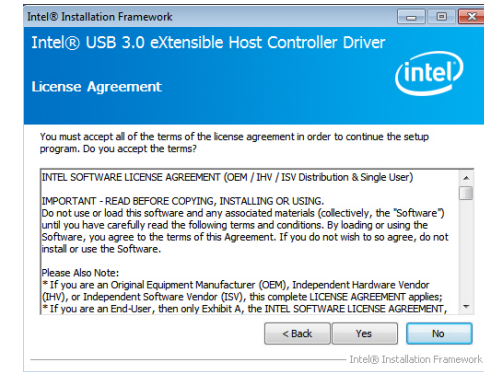 Intel® Installation Framework
Intel® USB 3.0 eXtensible Host Controller Driver
intel
License Agreement
You must accept all of the terms of the license agreement in order to continue the setup
program. Do you accept the terms?
INTEL SOFTWARE LICENSE AGREEMENT (OEM / IHV / ISV Distribution & Single User)
IMPORTANT - READ BEFORE COPYING, INSTALLING OR USING.
Do not use or load this software and any associated materials (collectively, the "Software")
until you have carefully read the following terms and conditions. By loading or using the
Software, you agree to the terms of this Agreement. If you do not wish to so agree, do not
install or use the Software.
Please Also Note:
* If you are an Original Equipment Manufacturer (OEM), Independent Hardware Vendor
(IHV), or Independent Software Vendor (ISV), this complete LICENSE AGREEMENT applies;
* If you are an End-User, then only Exhibit A, the INTEL SOFTWARE LICENSE AGREEMENT,
< Back Yes No
Intel® Installation Framework